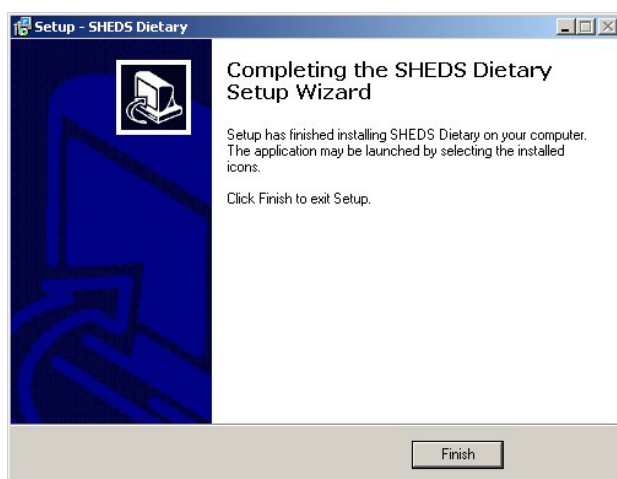 Setup - SHEDS Dietary
Completing the SHEDS Dietary
Setup Wizard
Setup has finished installing SHEDS Dietary on your computer.
The application may be launched by selecting the installed
icons.
Click Finish to exit Setup.
Finish